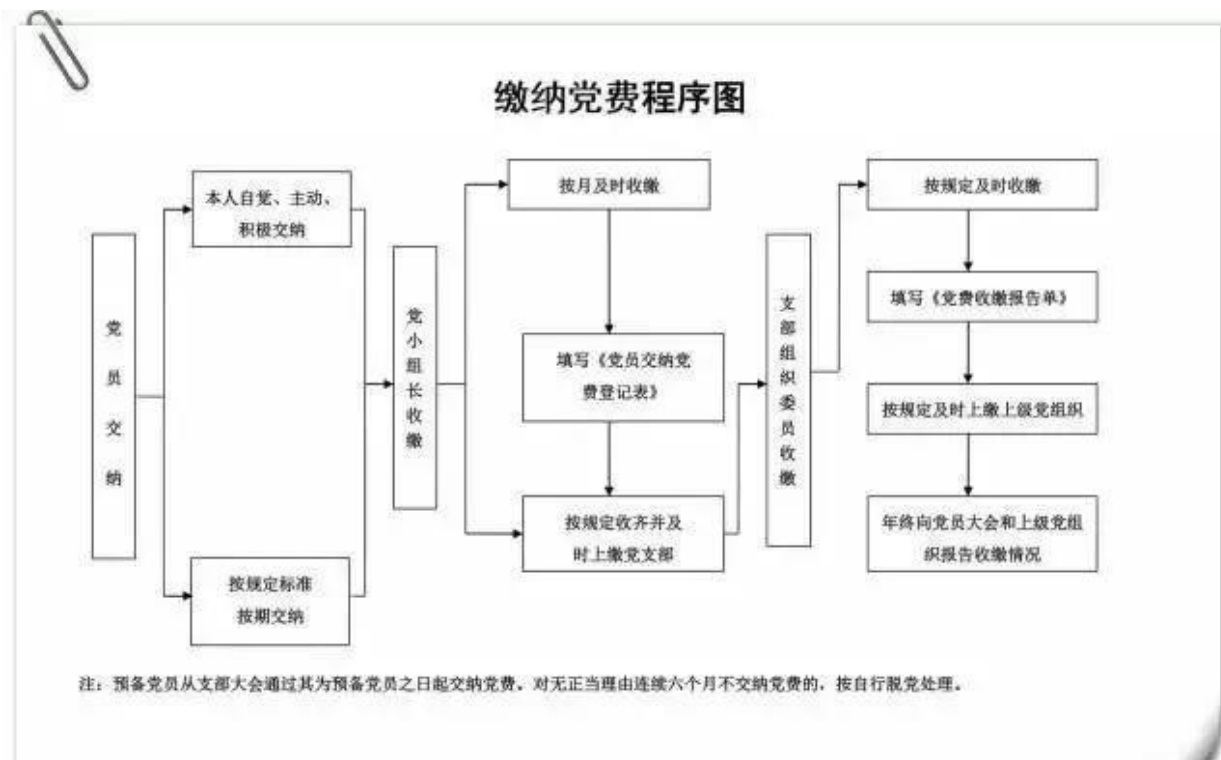 缴纳党费程序图
党员交纳
本人自觉、主动、
积极交纳
按规定标准
按期交纳
党小组长收缴
按月及时收缴
填写《党员交纳党
费登记表》
按规定收齐并及
时上缴党支部
支部组织委员收缴
按规定及时收缴
填写《党费收缴报告单》
按规定及时上缴上级党组织
年终向党员大会和上级党组
织报告收缴情况
注：预备党员从支部大会通过其为预备党员之日起交纳党费。对无正当理由连续六个月不交纳党费的，按自行脱党处理。